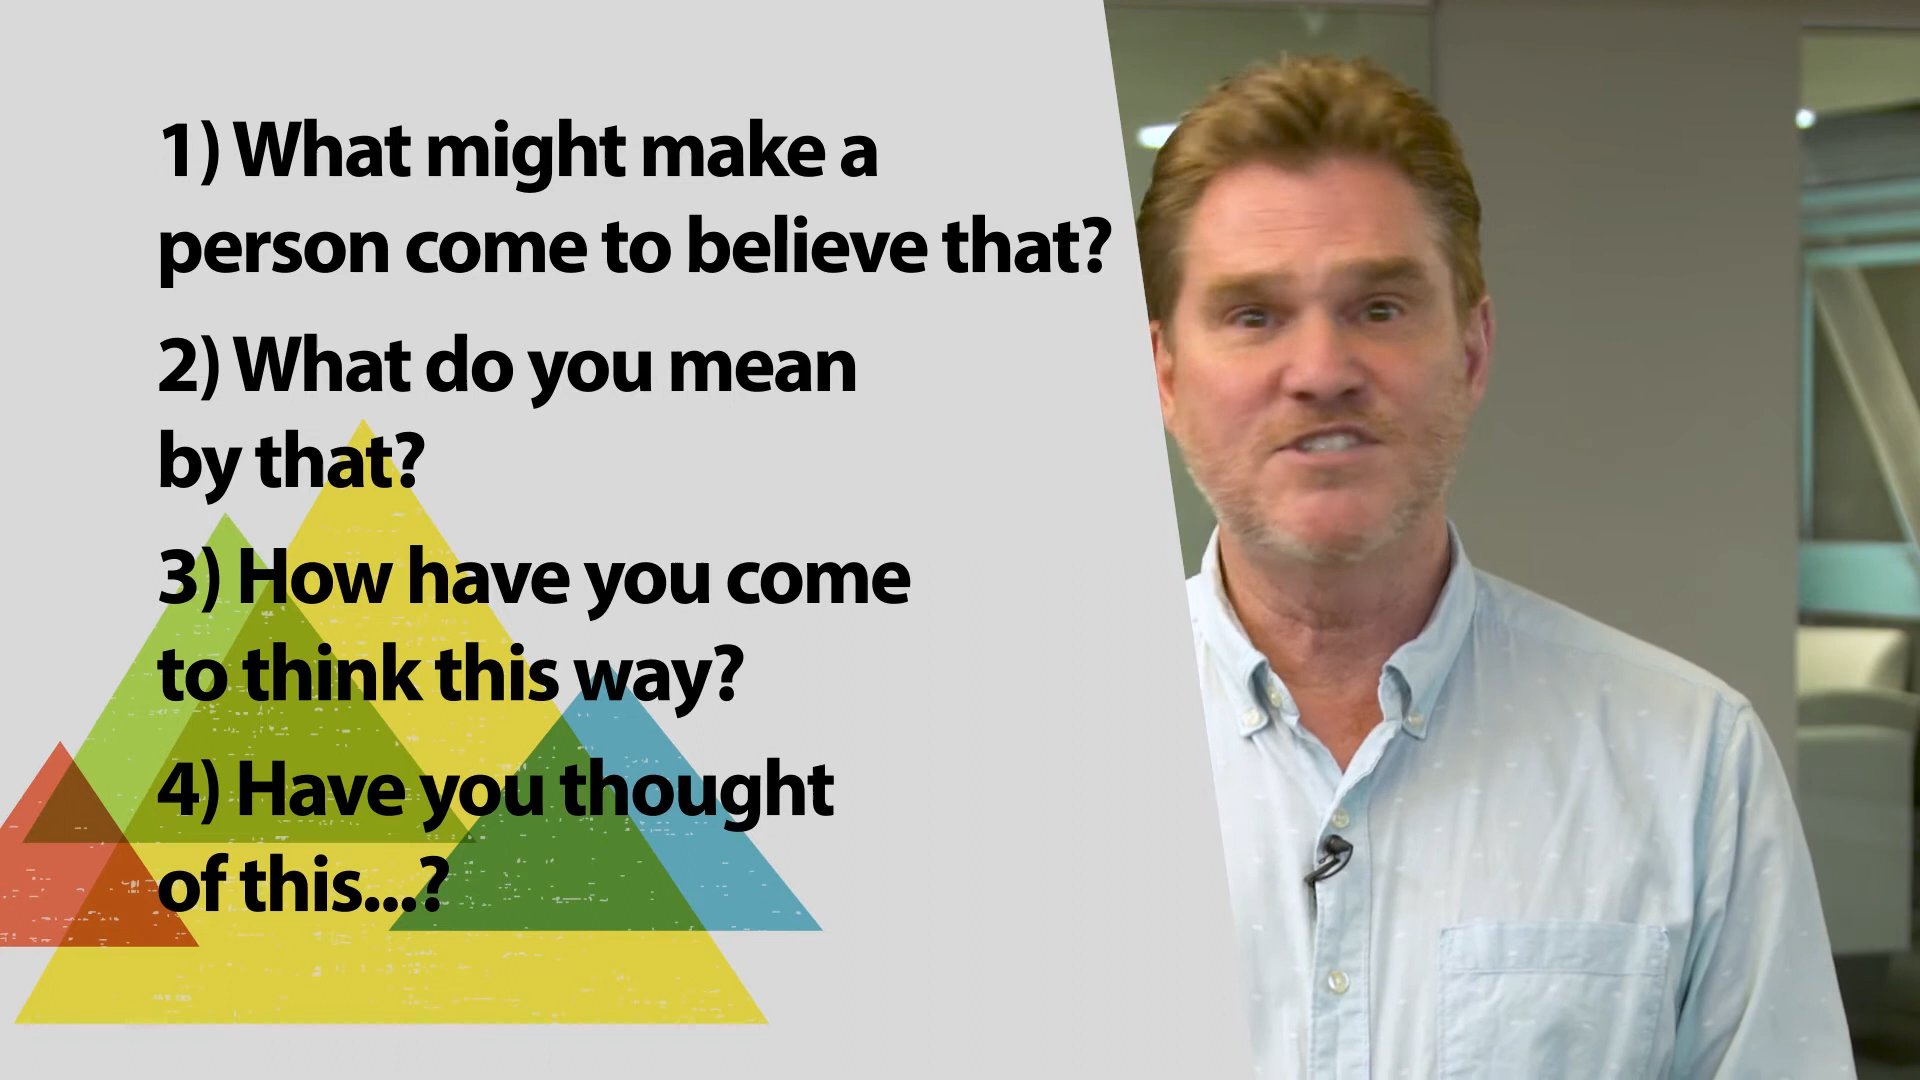 1) What might make a
person come to believe that?
2) What do you mean
by that?
3) How have you come
to think this way?
4) Have you thought
of this...?